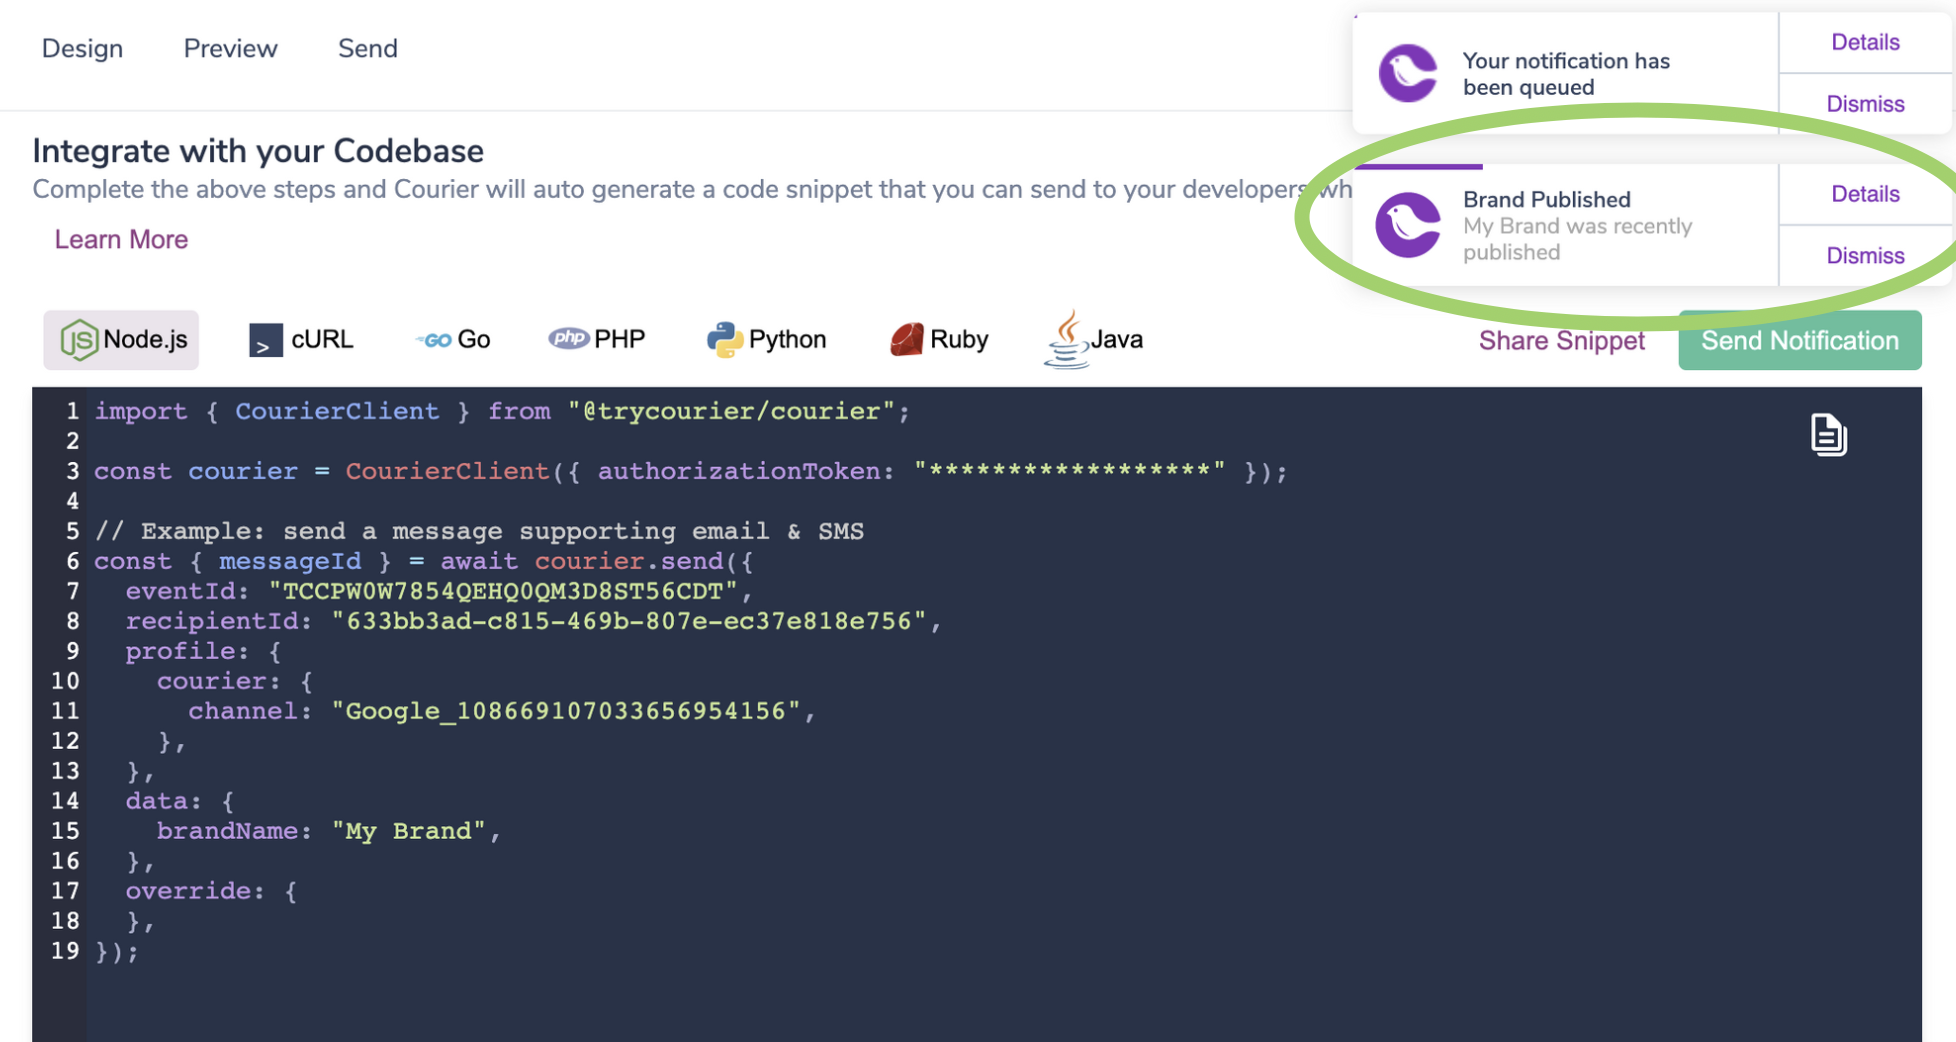 Design Preview Send
Your notification has
been queued
Details
Dismiss
Integrate with your Codebase
Complete the above steps and Courier will auto generate a code snippet that you can send to your developers wh
Learn More
Brand Published
My Brand was recently
published
Details
Dismiss
JS Node.js >_ cURL GO Go php PHP Python Ruby Java
Share Snippet Send Notification
1 import { CourierClient } from "@trycourier/courier";
2
3 const courier = CourierClient({ authorizationToken: "******************" });
4
5 // Example: send a message supporting email & SMS
6 const { messageId } = await courier.send({
7   eventId: "TCCPW0W7854QEHQ0QM3D8ST56CDT",
8   recipientId: "633bb3ad-c815-469b-807e-ec37e818e756",
9   profile: {
10     courier: {
11       channel: "Google_108669107033656954156",
12     },
13   },
14   data: {
15     brandName: "My Brand",
16   },
17   override: {
18   },
19 });